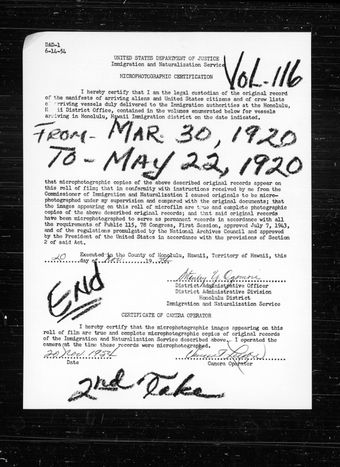 DAD-1
6-14-54
UNITED STATES DEPARTMENT OF JUSTICE
Immigration and Naturalization Service
MICROPHOTOGRAPHIC CERTIFICATION
VOL-116
I hereby certify that I am the legal custodian of the original record
of the manifests of arriving aliens and United States citizens and of crew lists
arriving vessels duly delivered to the Immigration authorities at the Honolulu,
District Office, contained in the volumes enumerated below for vessels
arriving in Honolulu, Hawaii Immigration district on the date indicated.
FROM- MAR. 30, 1920
TO- MAY 22, 1920
that microphotographic copies of the above described original records appear on
this roll of film; that in conformity with instructions received by me from the
Commissioner of Immigration and Naturalization I caused originals to be micro-
photographed under my supervision and compared with the original documents; that
the images appearing on this roll of microfilm are true and complete photographic
copies of the above described original records; and that said original records
have been microphotographed to serve as permanent records in accordance with all
the requirements of Public 115, 78 Congress, First Session, approved July 7, 1943,
and of the regulations promulgated by the National Archives Council and approved
by the President of the United States in accordance with the provisions of Section
2 of said Act.
20 Executed in the County of Honolulu, Hawaii, Territory of Hawaii, this
day of
District Administrative Officer
District Administrative Division
Honolulu District
Immigration and Naturalization Service
END
CERTIFICATE OF CAMERA OPERATOR
I hereby certify that the microphotographic images appearing on this
roll of film are true and complete microphotographic copies of original records
of the Immigration and Naturalization Service described above. I operated the
camera at the time these records were microphotographed.
20 Nov 1954
Date
Camera Operator
2nd Take